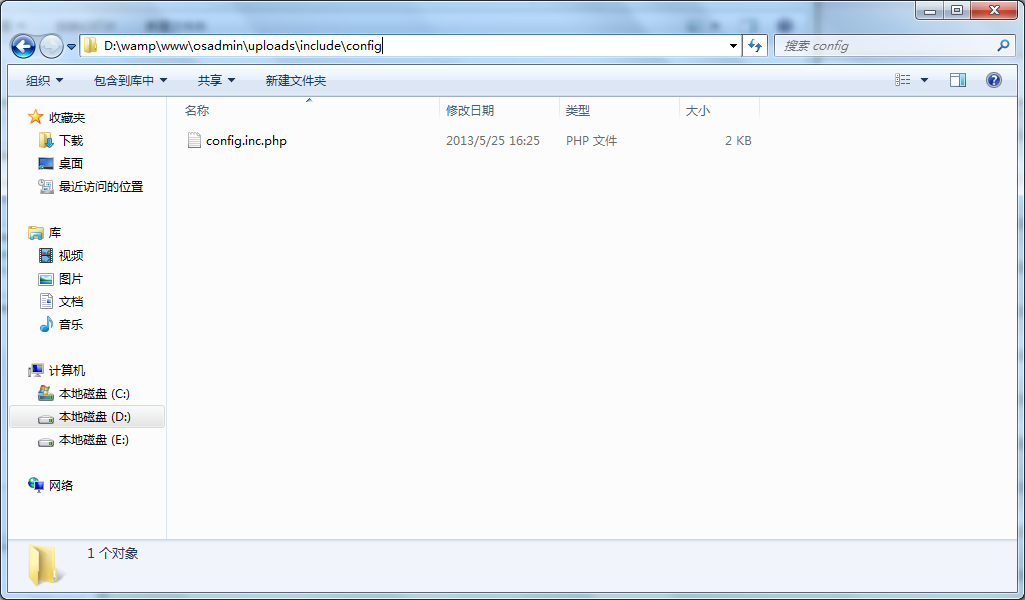 D:\wamp\www\osadmin\uploads\include\config
搜索 config
组织 包含到库中 共享 新建文件夹
收藏夹
下载
桌面
最近访问的位置
库
视频
图片
文档
音乐
计算机
本地磁盘 (C:)
本地磁盘 (D:)
本地磁盘 (E:)
网络
名称 修改日期 类型 大小
config.inc.php 2013/5/25 16:25 PHP 文件 2 KB
1 个对象